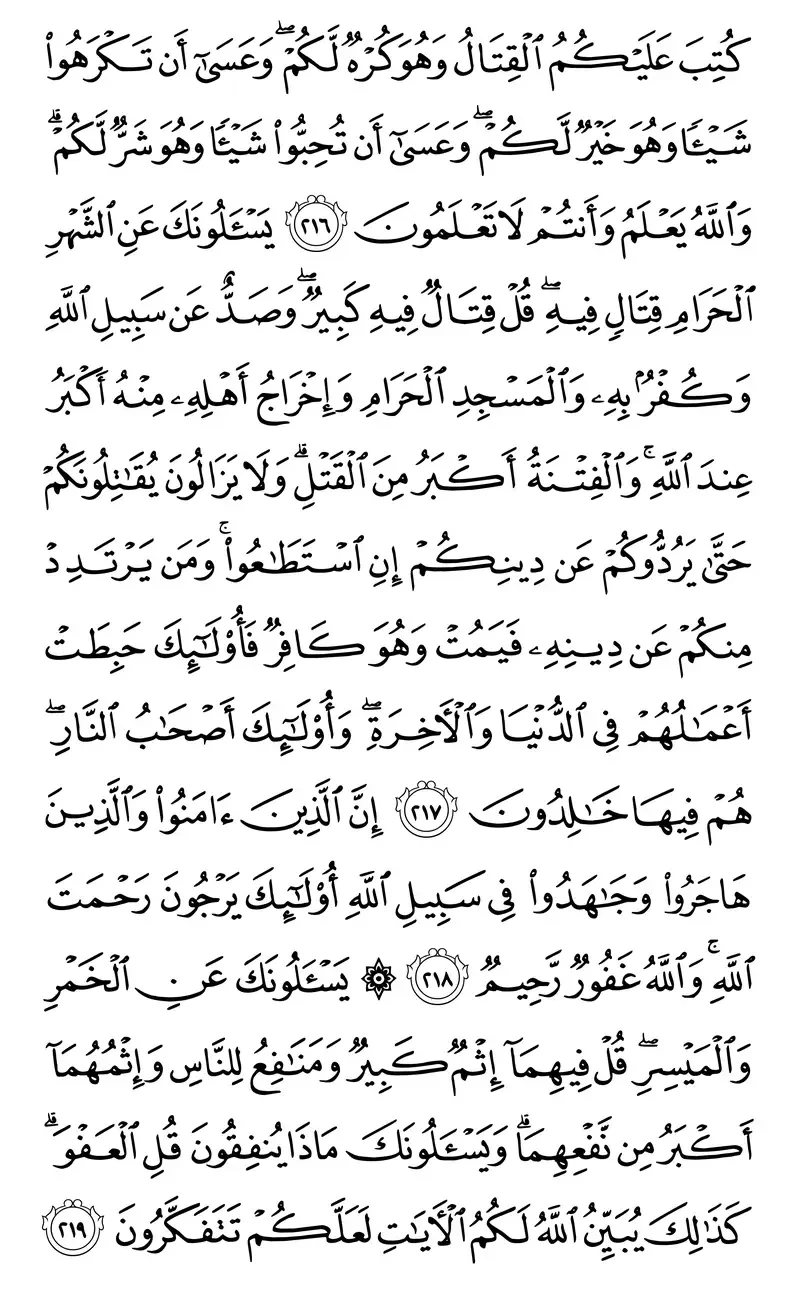 كُتِبَ عَلَيْكُمُ ٱلْقِتَالُ وَهُوَ كُرْهٌ لَّكُمْ ۖ وَعَسَىٰٓ أَن تَكْرَهُوا۟
شَيْـًٔا وَهُوَ خَيْرٌ لَّكُمْ ۖ وَعَسَىٰٓ أَن تُحِبُّوا۟ شَيْـًٔا وَهُوَ شَرٌّ لَّكُمْ ۗ
وَٱللَّهُ يَعْلَمُ وَأَنتُمْ لَا تَعْلَمُونَ ٢١٦ يَسْـَٔلُونَكَ عَنِ ٱلشَّهْرِ
ٱلْحَرَامِ قِتَالٍ فِيهِ ۖ قُلْ قِتَالٌ فِيهِ كَبِيرٌ ۖ وَصَدٌّ عَن سَبِيلِ ٱللَّهِ
وَكُفْرٌۢ بِهِۦ وَٱلْمَسْجِدِ ٱلْحَرَامِ وَإِخْرَاجُ أَهْلِهِۦ مِنْهُ أَكْبَرُ
عِندَ ٱللَّهِ ۚ وَٱلْفِتْنَةُ أَكْبَرُ مِنَ ٱلْقَتْلِ ۗ وَلَا يَزَالُونَ يُقَـٰتِلُونَكُمْ
حَتَّىٰ يَرُدُّوكُمْ عَن دِينِكُمْ إِنِ ٱسْتَطَـٰعُوا۟ ۚ وَمَن يَرْتَدِدْ
مِنكُمْ عَن دِينِهِۦ فَيَمُتْ وَهُوَ كَافِرٌ فَأُو۟لَـٰٓئِكَ حَبِطَتْ
أَعْمَـٰلُهُمْ فِى ٱلدُّنْيَا وَٱلْـَٔاخِرَةِ ۖ وَأُو۟لَـٰٓئِكَ أَصْحَـٰبُ ٱلنَّارِ ۖ
هُمْ فِيهَا خَـٰلِدُونَ ٢١٧ إِنَّ ٱلَّذِينَ ءَامَنُوا۟ وَٱلَّذِينَ
هَاجَرُوا۟ وَجَـٰهَدُوا۟ فِى سَبِيلِ ٱللَّهِ أُو۟لَـٰٓئِكَ يَرْجُونَ رَحْمَتَ
ٱللَّهِ ۚ وَٱللَّهُ غَفُورٌ رَّحِيمٌ ٢١٨ ۞ يَسْـَٔلُونَكَ عَنِ ٱلْخَمْرِ
وَٱلْمَيْسِرِ ۖ قُلْ فِيهِمَآ إِثْمٌ كَبِيرٌ وَمَنَـٰفِعُ لِلنَّاسِ وَإِثْمُهُمَآ
أَكْبَرُ مِن نَّفْعِهِمَا ۗ وَيَسْـَٔلُونَكَ مَاذَا يُنفِقُونَ قُلِ ٱلْعَفْوَ ۗ
كَذَٰلِكَ يُبَيِّنُ ٱللَّهُ لَكُمُ ٱلْـَٔايَـٰتِ لَعَلَّكُمْ تَتَفَكَّرُونَ ٢١٩